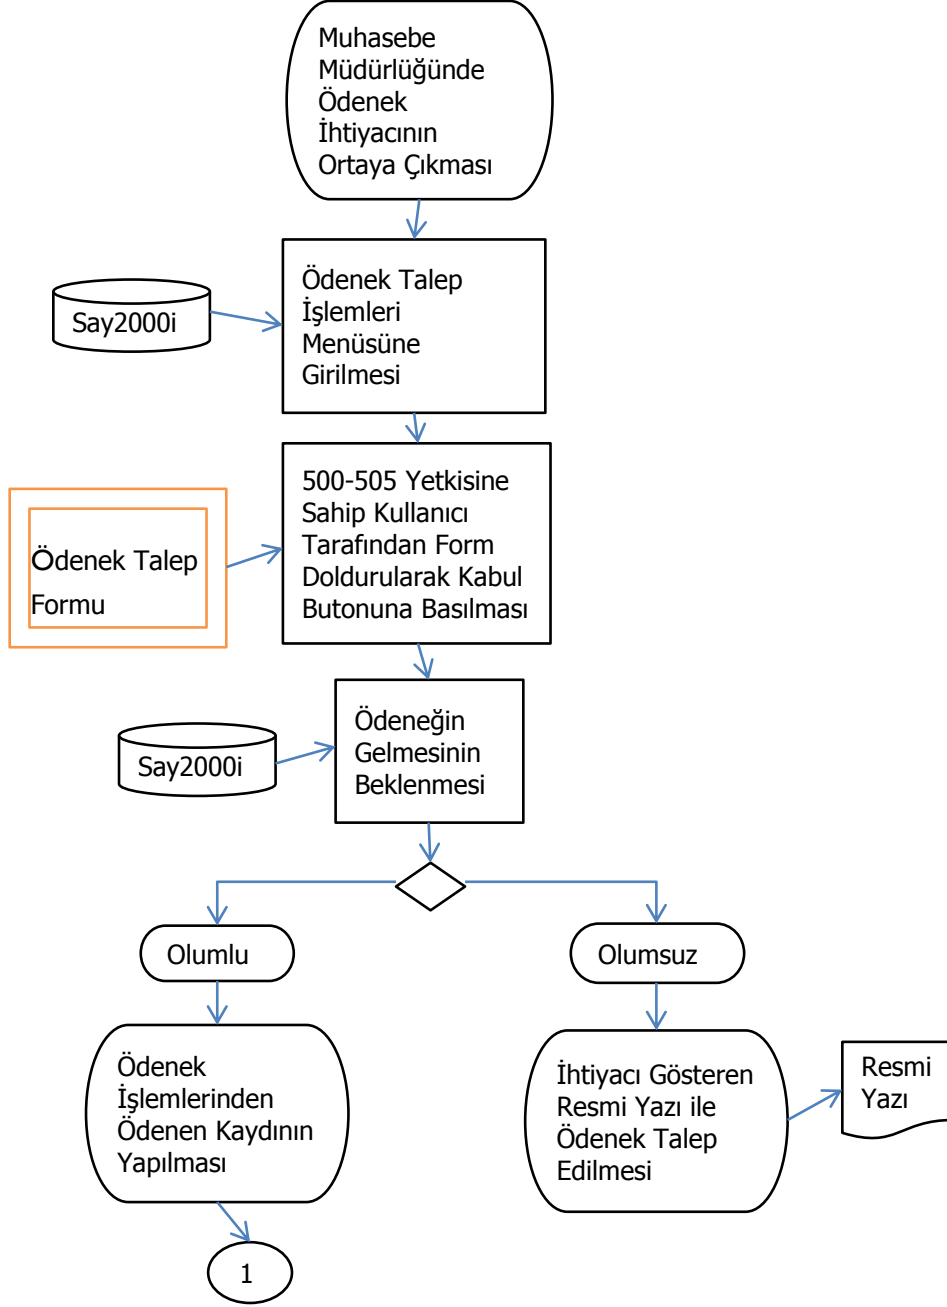 Muhasebe
Müdürlüğünde
Ödenek
İhtiyacının
Ortaya Çıkması
Ödenek Talep
İşlemleri
Menüsüne
Girilmesi
Say2000i
500-505 Yetkisine
Sahip Kullanıcı
Tarafından Form
Doldurularak Kabul
Butonuna Basılması
Ödenek Talep
Formu
Ödeneğin
Gelmesinin
Beklenmesi
Say2000i
Olumlu
Olumsuz
Ödenek
İşlemlerinden
Ödenen Kaydının
Yapılması
İhtiyacı Gösteren
Resmi Yazı ile
Ödenek Talep
Edilmesi
Resmi
Yazı
1